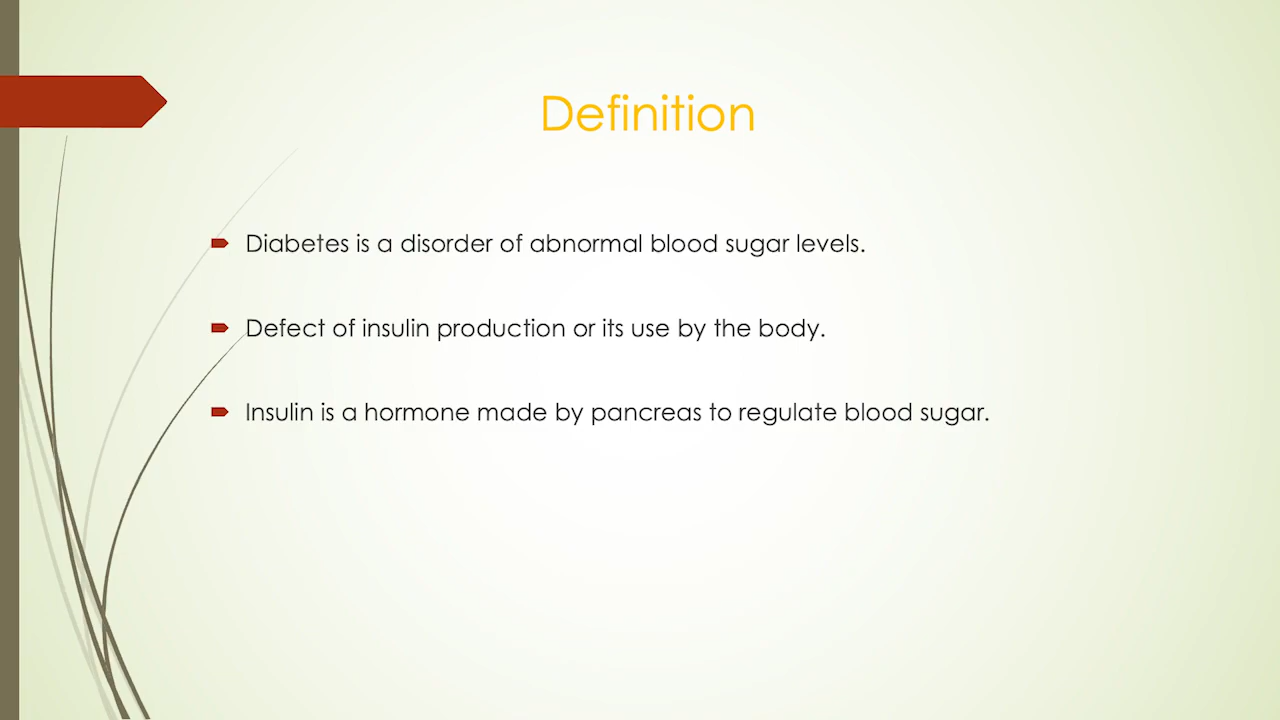 Definition
Diabetes is a disorder of abnormal blood sugar levels.
Defect of insulin production or its use by the body.
Insulin is a hormone made by pancreas to regulate blood sugar.